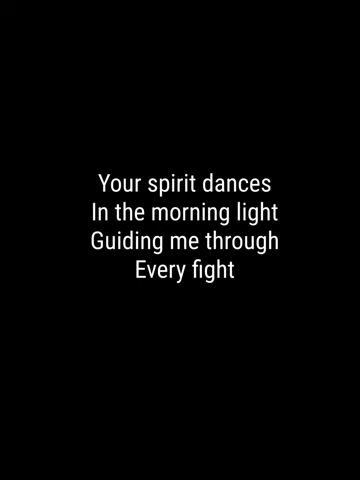 Your spirit dances
In the morning light
Guiding me through
Every fight